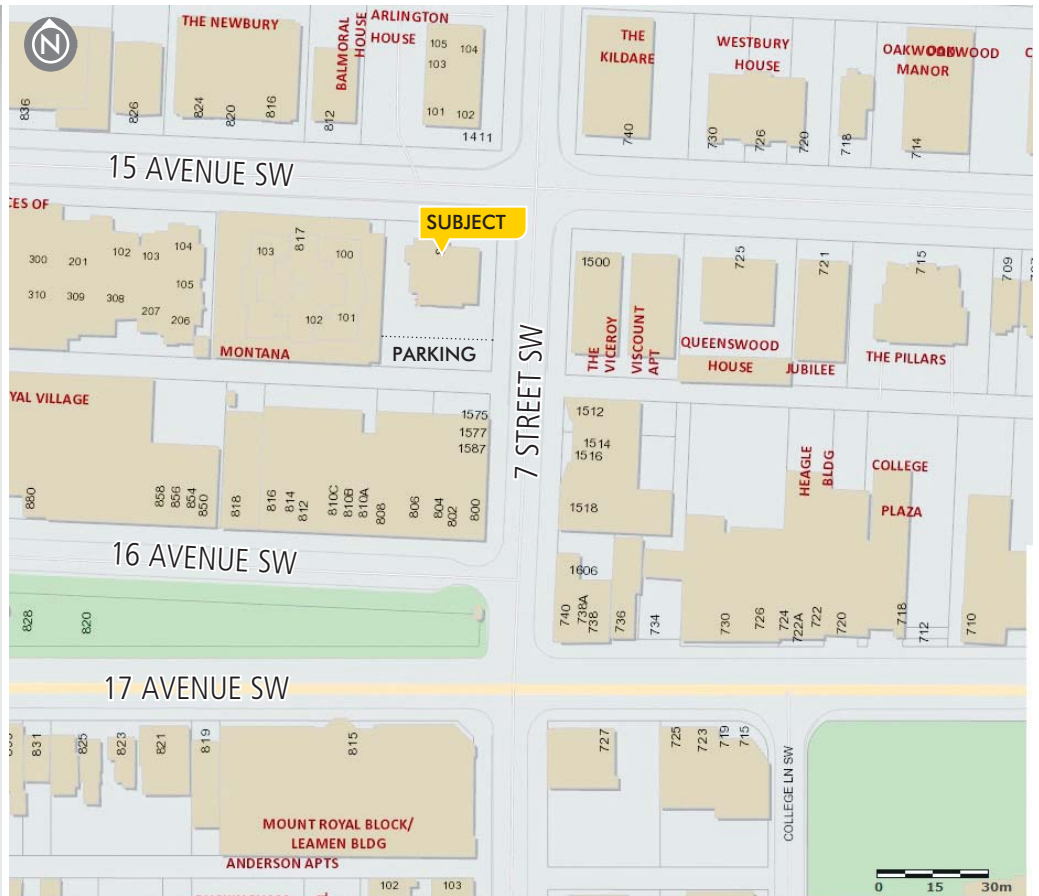 N
THE NEWBURY
BALMORAL
HOUSE
ARLINGTON
HOUSE
105 104
103
101 102
1411
836
826
824
820
816
812
THE
KILDARE
740
WESTBURY
HOUSE
730
726
720
718
OAKWOOD OAKWOOD
MANOR
714
C
15 AVENUE SW
CES OF
300 201 102 103 104
105
310 309 308 207 206
103 817 100
102 101
MONTANA
SUBJECT
PARKING
7 STREET SW
1500
THE
VICEROY
VISCOUNT
APT
725
QUEENSWOOD
HOUSE
721
JUBILEE
715
THE PILLARS
709
YAL VILLAGE
880
858
856
854
850
818
816
814
812
810C
810B
810A
808
806
804
802
800
1575
1577
1587
1512
1514
1516
1518
HEAGLE
BLDG
COLLEGE
PLAZA
16 AVENUE SW
828
820
1606
740
738A
738
736
734
730
726
724
722A
722
720
718
712
710
17 AVENUE SW
831
825
823
821
819
815
MOUNT ROYAL BLOCK/
LEAMEN BLDG
ANDERSON APTS
102 103
727
725
723
719
715
COLLEGE LN SW
0 15 30m